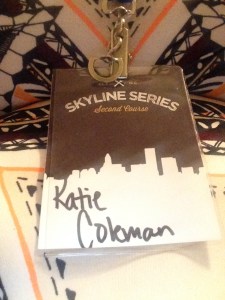 SKYLINE SERIES
Second Course
Katie
Coleman